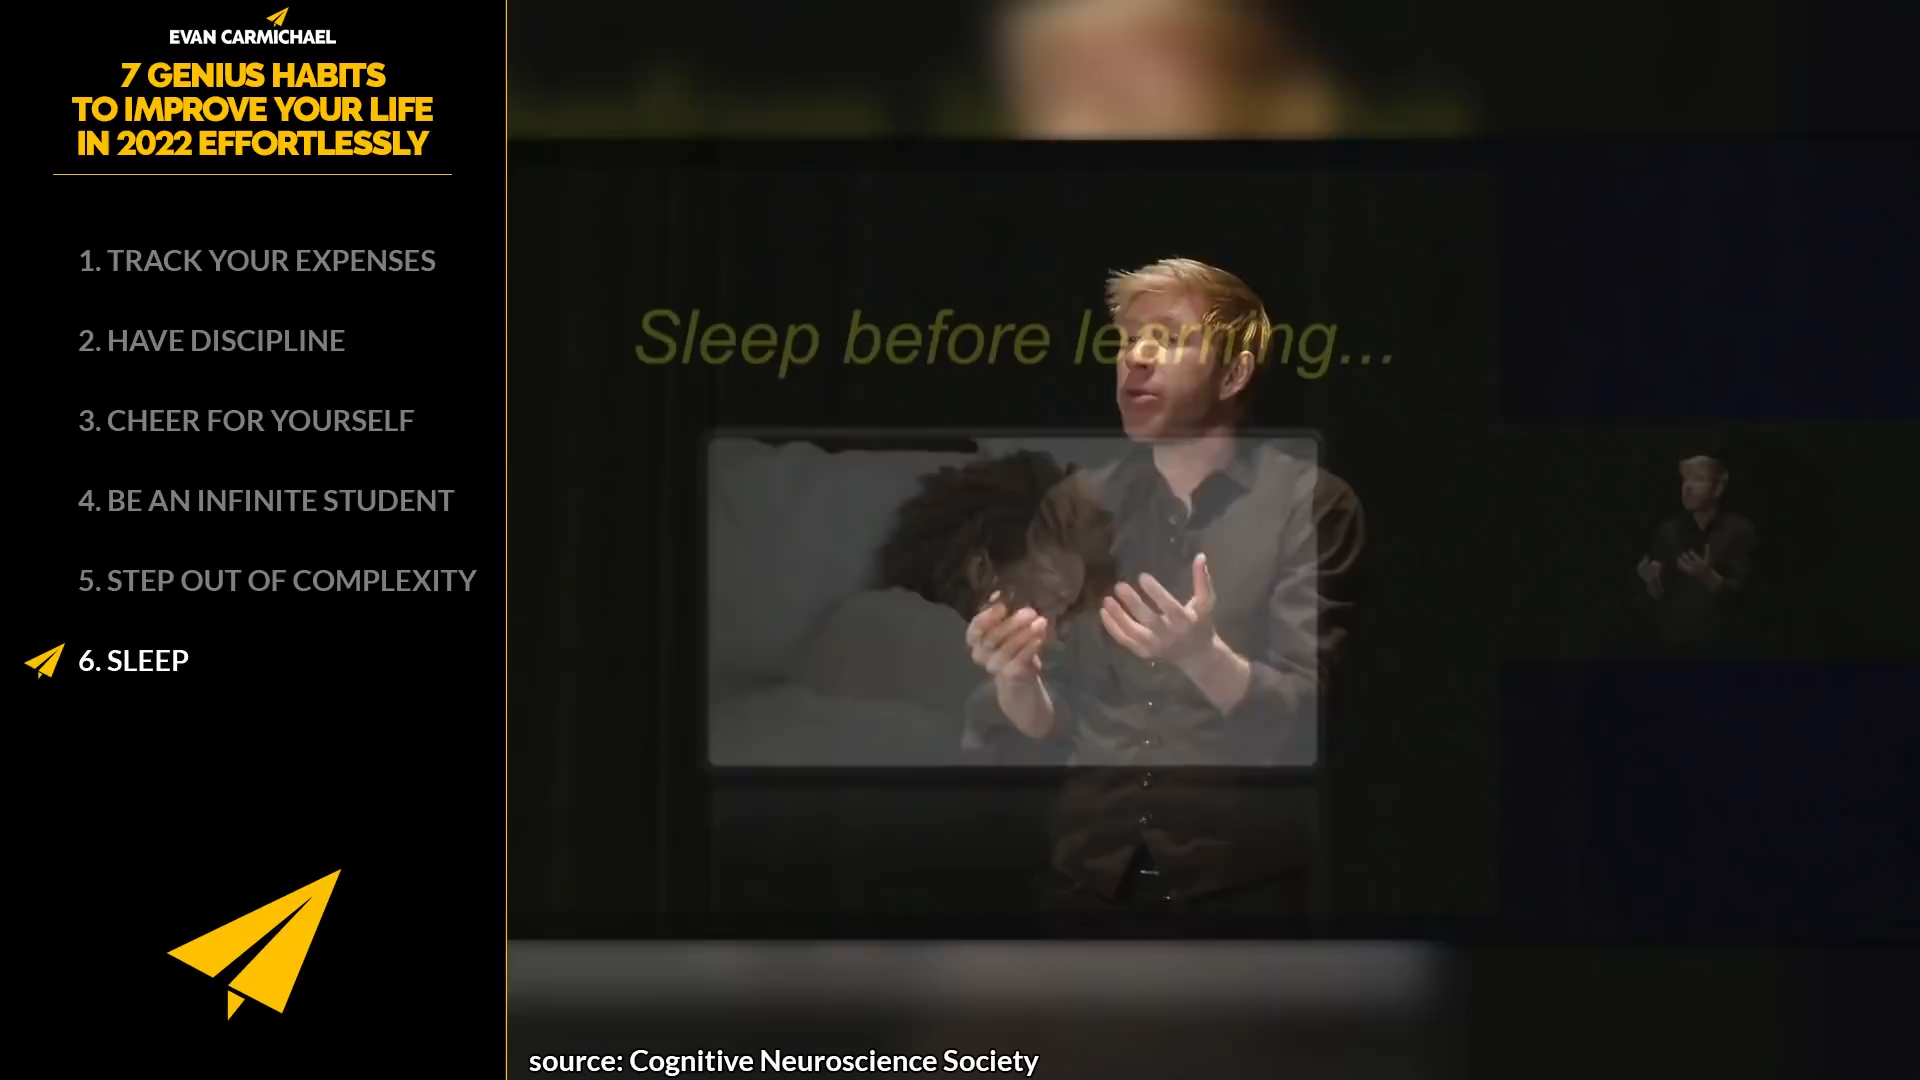 EVAN CARMICHAEL
7 GENIUS HABITS
TO IMPROVE YOUR LIFE
IN 2022 EFFORTLESSLY
1. TRACK YOUR EXPENSES
2. HAVE DISCIPLINE
3. CHEER FOR YOURSELF
4. BE AN INFINITE STUDENT
5. STEP OUT OF COMPLEXITY
6. SLEEP
Sleep before learning...
source: Cognitive Neuroscience Society